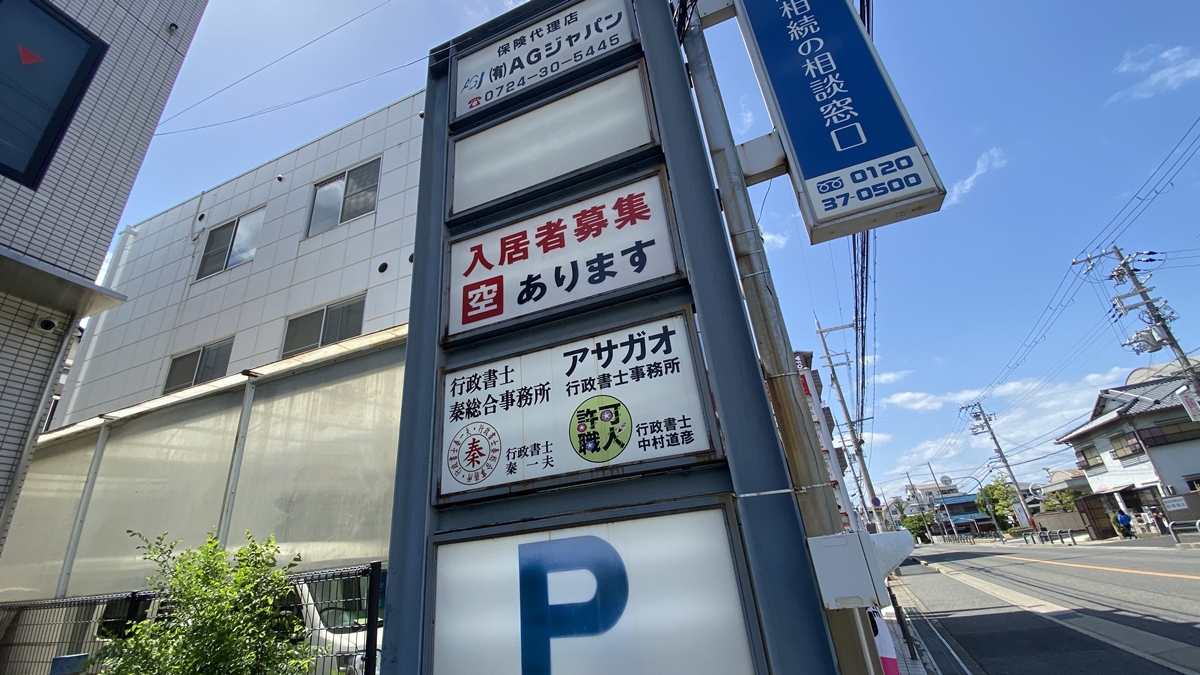 保険代理店
AGJ (有)AGジャパン
☎0724-30-5445
入居者募集
空 あります
行政書士
秦総合事務所
秦
行政書士
秦 一夫
アサガオ
行政書士事務所
許可
職人
行政書士
中村道彦
P
相続の相談窓口
0120
37-0500